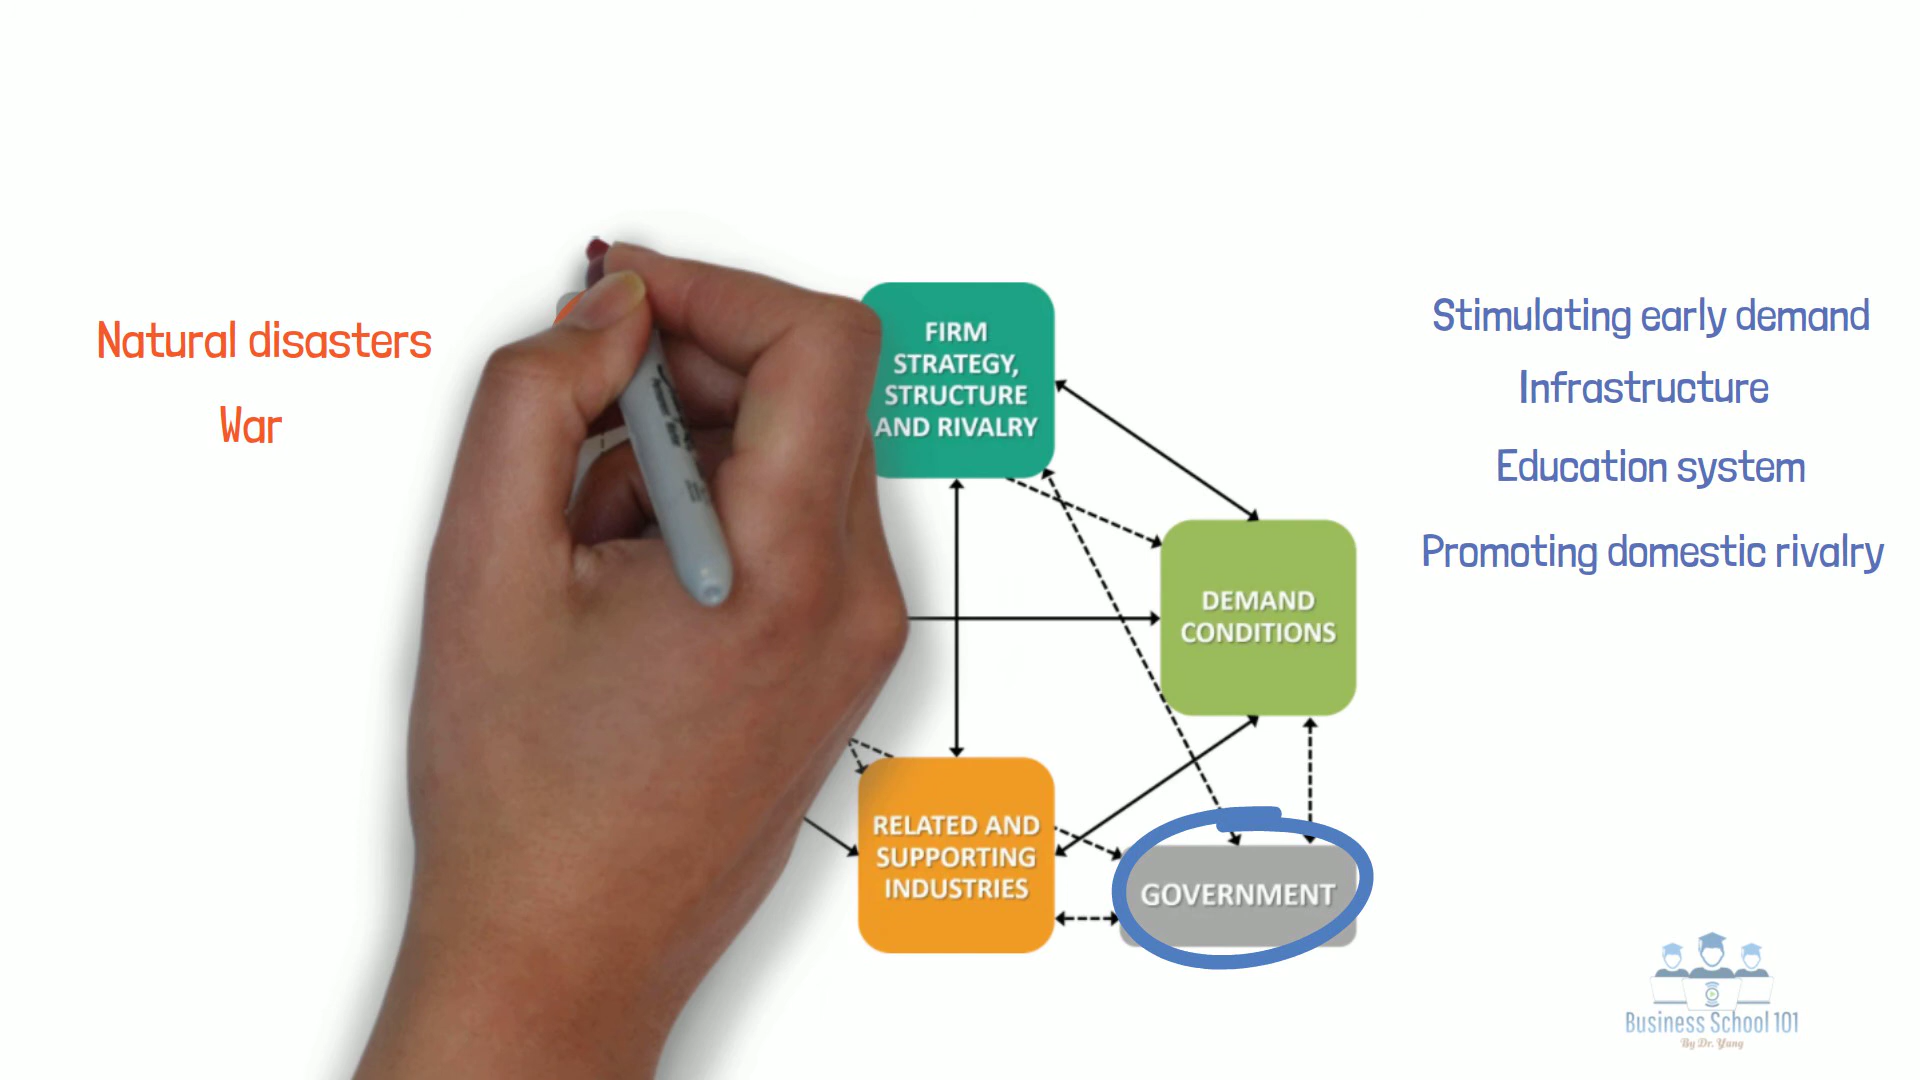 Natural disasters
War
FIRM
STRATEGY,
STRUCTURE
AND RIVALRY
DEMAND
CONDITIONS
RELATED AND
SUPPORTING
INDUSTRIES
GOVERNMENT
Stimulating early demand
Infrastructure
Education system
Promoting domestic rivalry
Business School 101
By Dr. Yang